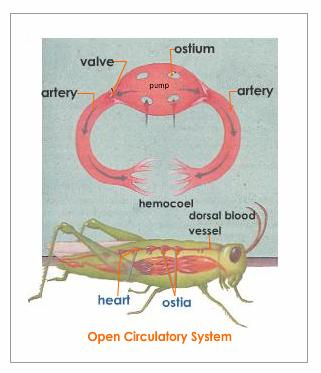 ostium
valve
pump
artery
artery
hemocoel
dorsal blood
vessel
heart
ostia
Open Circulatory System